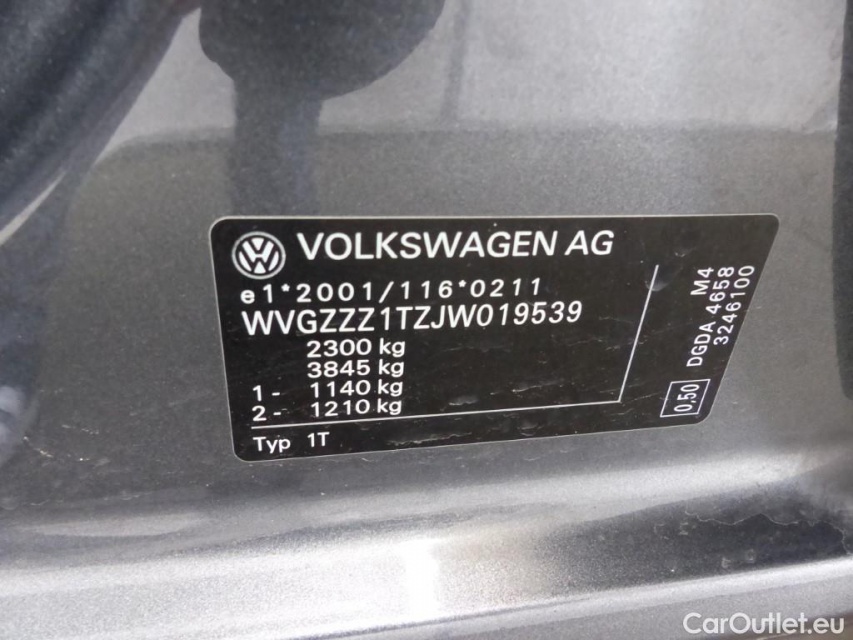 VOLKSWAGEN AG
e1*2001/116*0211
WVGZZZ1TZJW019539
2300 kg
3845 kg
1- 1140 kg
2- 1210 kg
Typ 1T
M4
DGDA 4658
3246100
0,50
CarOutlet.eu